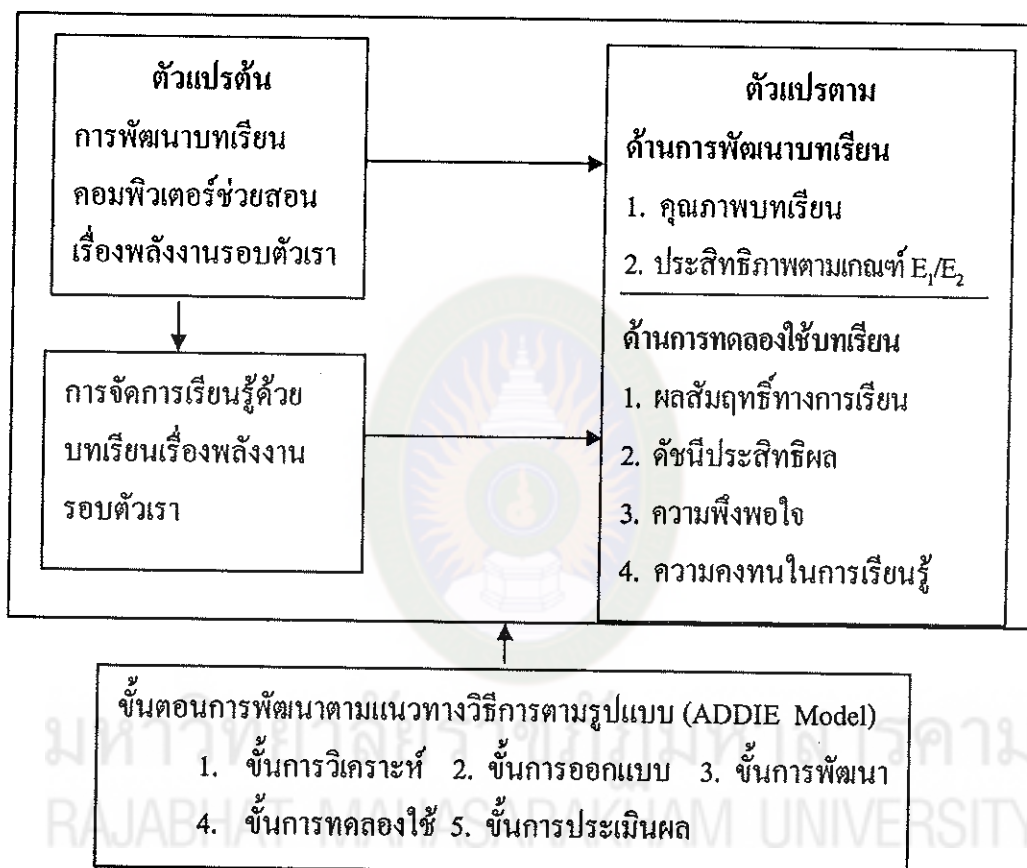 ตัวแปรต้น
การพัฒนาบทเรียน
คอมพิวเตอร์ช่วยสอน
เรื่องพลังงานรอบตัวเรา
การจัดการเรียนรู้ด้วย
บทเรียนเรื่องพลังงาน
รอบตัวเรา
ตัวแปรตาม
ด้านการพัฒนาบทเรียน
1. คุณภาพบทเรียน
2. ประสิทธิภาพตามเกณฑ์ E₁/E₂
ด้านการทดลองใช้บทเรียน
1. ผลสัมฤทธิ์ทางการเรียน
2. ดัชนีประสิทธิผล
3. ความพึงพอใจ
4. ความคงทนในการเรียนรู้
ขั้นตอนการพัฒนาตามแนวทางวิธีการตามรูปแบบ (ADDIE Model)
1. ขั้นการวิเคราะห์ 2. ขั้นการออกแบบ 3. ขั้นการพัฒนา
4. ขั้นการทดลองใช้ 5. ขั้นการประเมินผล
มหาวิทยาลัยราชภัฏมหาสารคาม
RAJABHAT MAHASARAKHAM UNIVERSITY